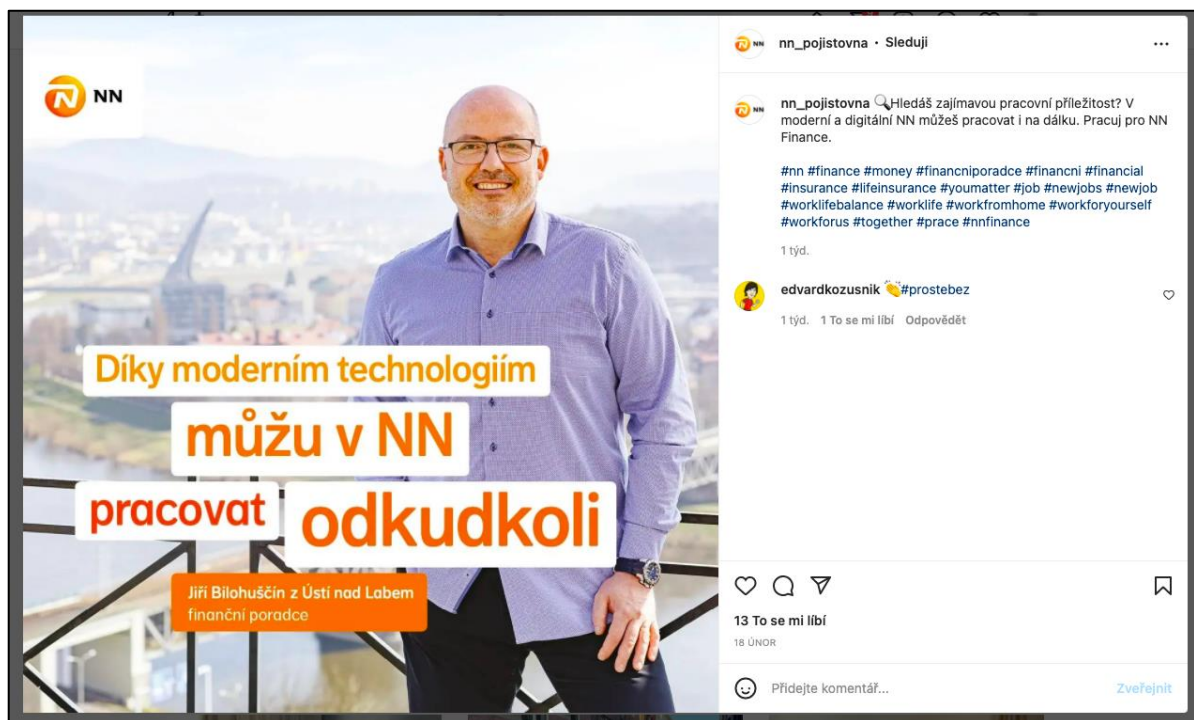 NN
Díky moderním technologiím
můžu v NN
pracovat odkudkoli
Jiří Bilohuščín z Ústí nad Labem
finanční poradce
NN
nn_pojistovna • Sleduji
NN
nn_pojistovna 🔍Hledáš zajímavou pracovní příležitost? V
moderní a digitální NN můžeš pracovat i na dálku. Pracuj pro NN
Finance.
#nn #finance #money #financniporadce #financni #financial
#insurance #lifeinsurance #youmatter #job #newjobs #newjob
#worklifebalance #worklife #workfromhome #workforyourself
#workforus #together #prace #nnfinance
1 týd.
edvardkozusnik 👏#prostebez
1 týd. 1 To se mi líbí Odpovědět
13 To se mi líbí
18 ÚNOR
Přidejte komentář... Zveřejnit